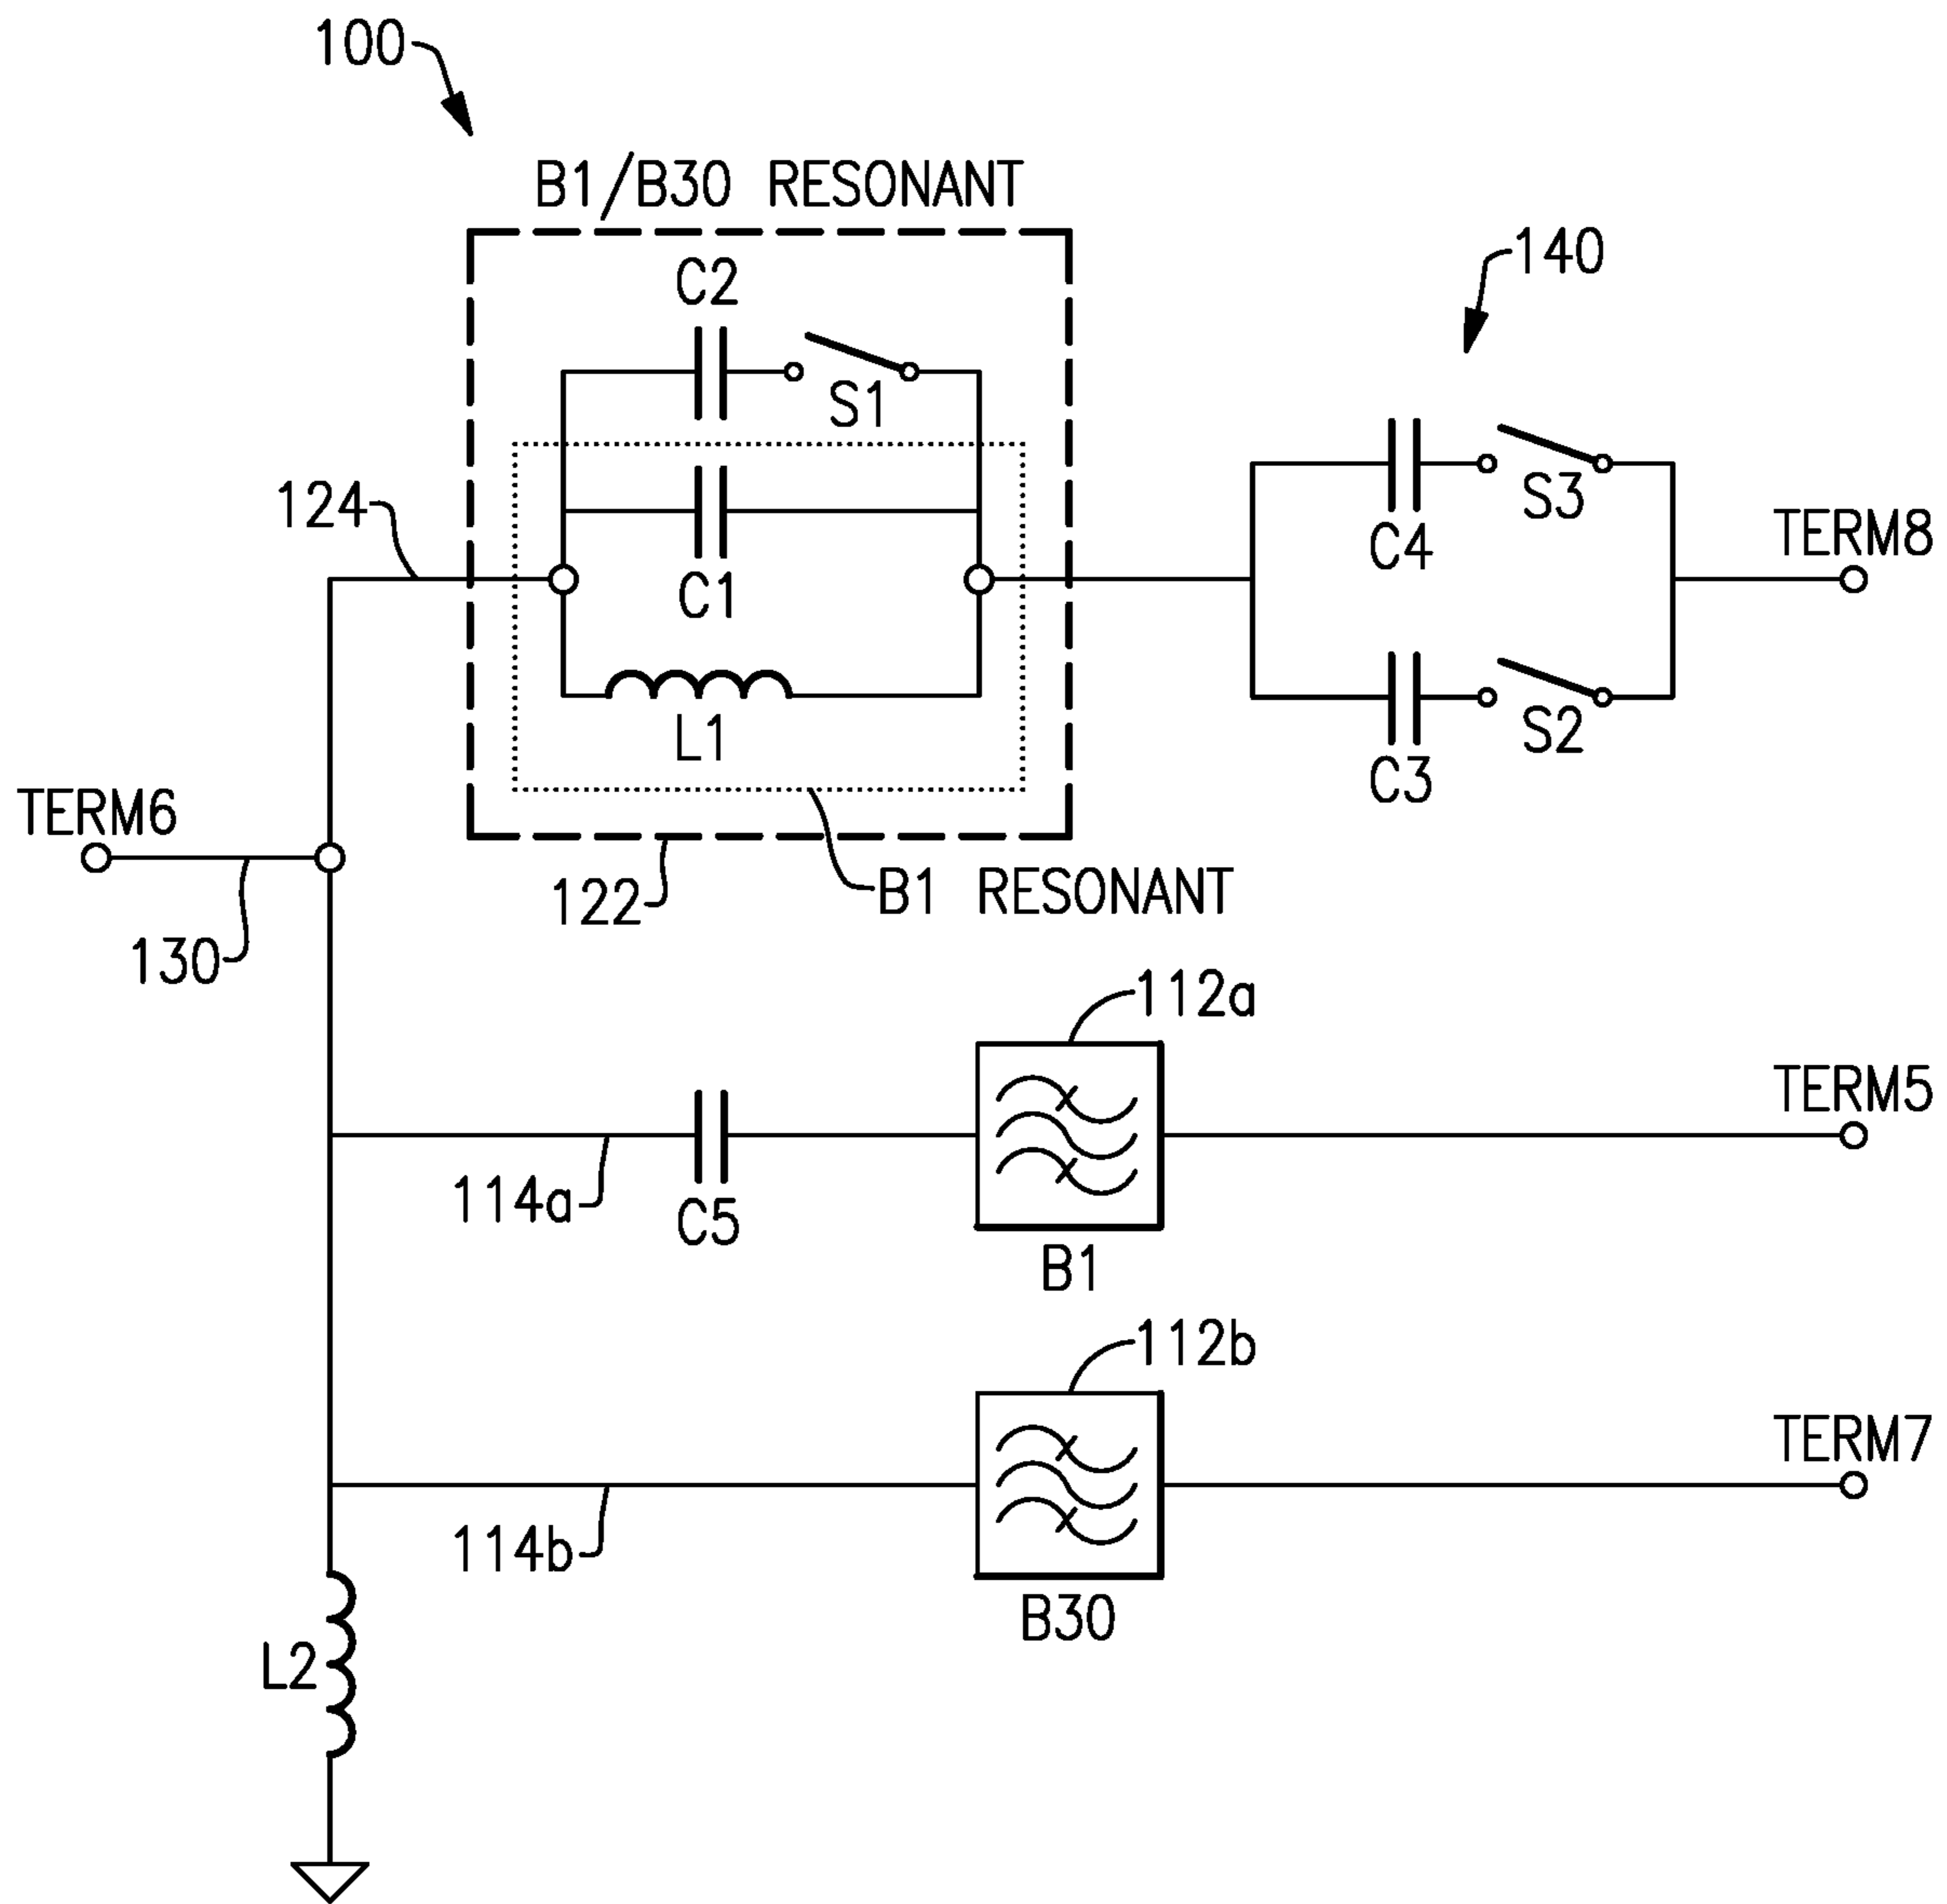 100
B1/B30 RESONANT
140
C2
S1
S3
C4
124
C1
TERM8
L1
S2
C3
TERM6
122
B1 RESONANT
130
112a
TERM5
114a
C5
B1
112b
TERM7
114b
B30
L2